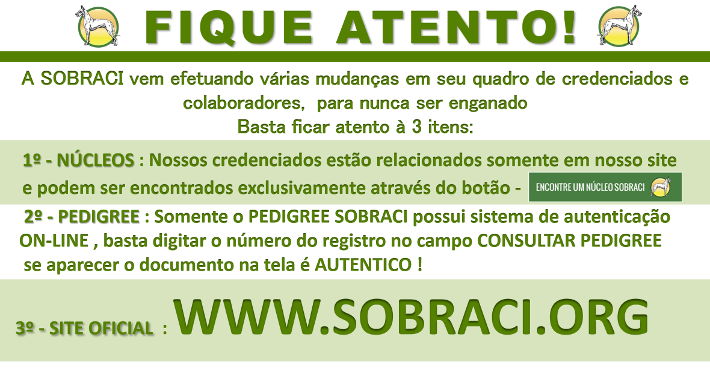 FIQUE ATENTO!
A SOBRACI vem efetuando várias mudanças em seu quadro de credenciados e
colaboradores, para nunca ser enganado
Basta ficar atento à 3 itens:
1º - NÚCLEOS : Nossos credenciados estão relacionados somente em nosso site
e podem ser encontrados exclusivamente através do botão - ENCONTRE UM NÚCLEO SOBRACI
2º - PEDIGREE : Somente o PEDIGREE SOBRACI possui sistema de autenticação
ON-LINE , basta digitar o número do registro no campo CONSULTAR PEDIGREE
se aparecer o documento na tela é AUTENTICO !
3º - SITE OFICIAL : WWW.SOBRACI.ORG